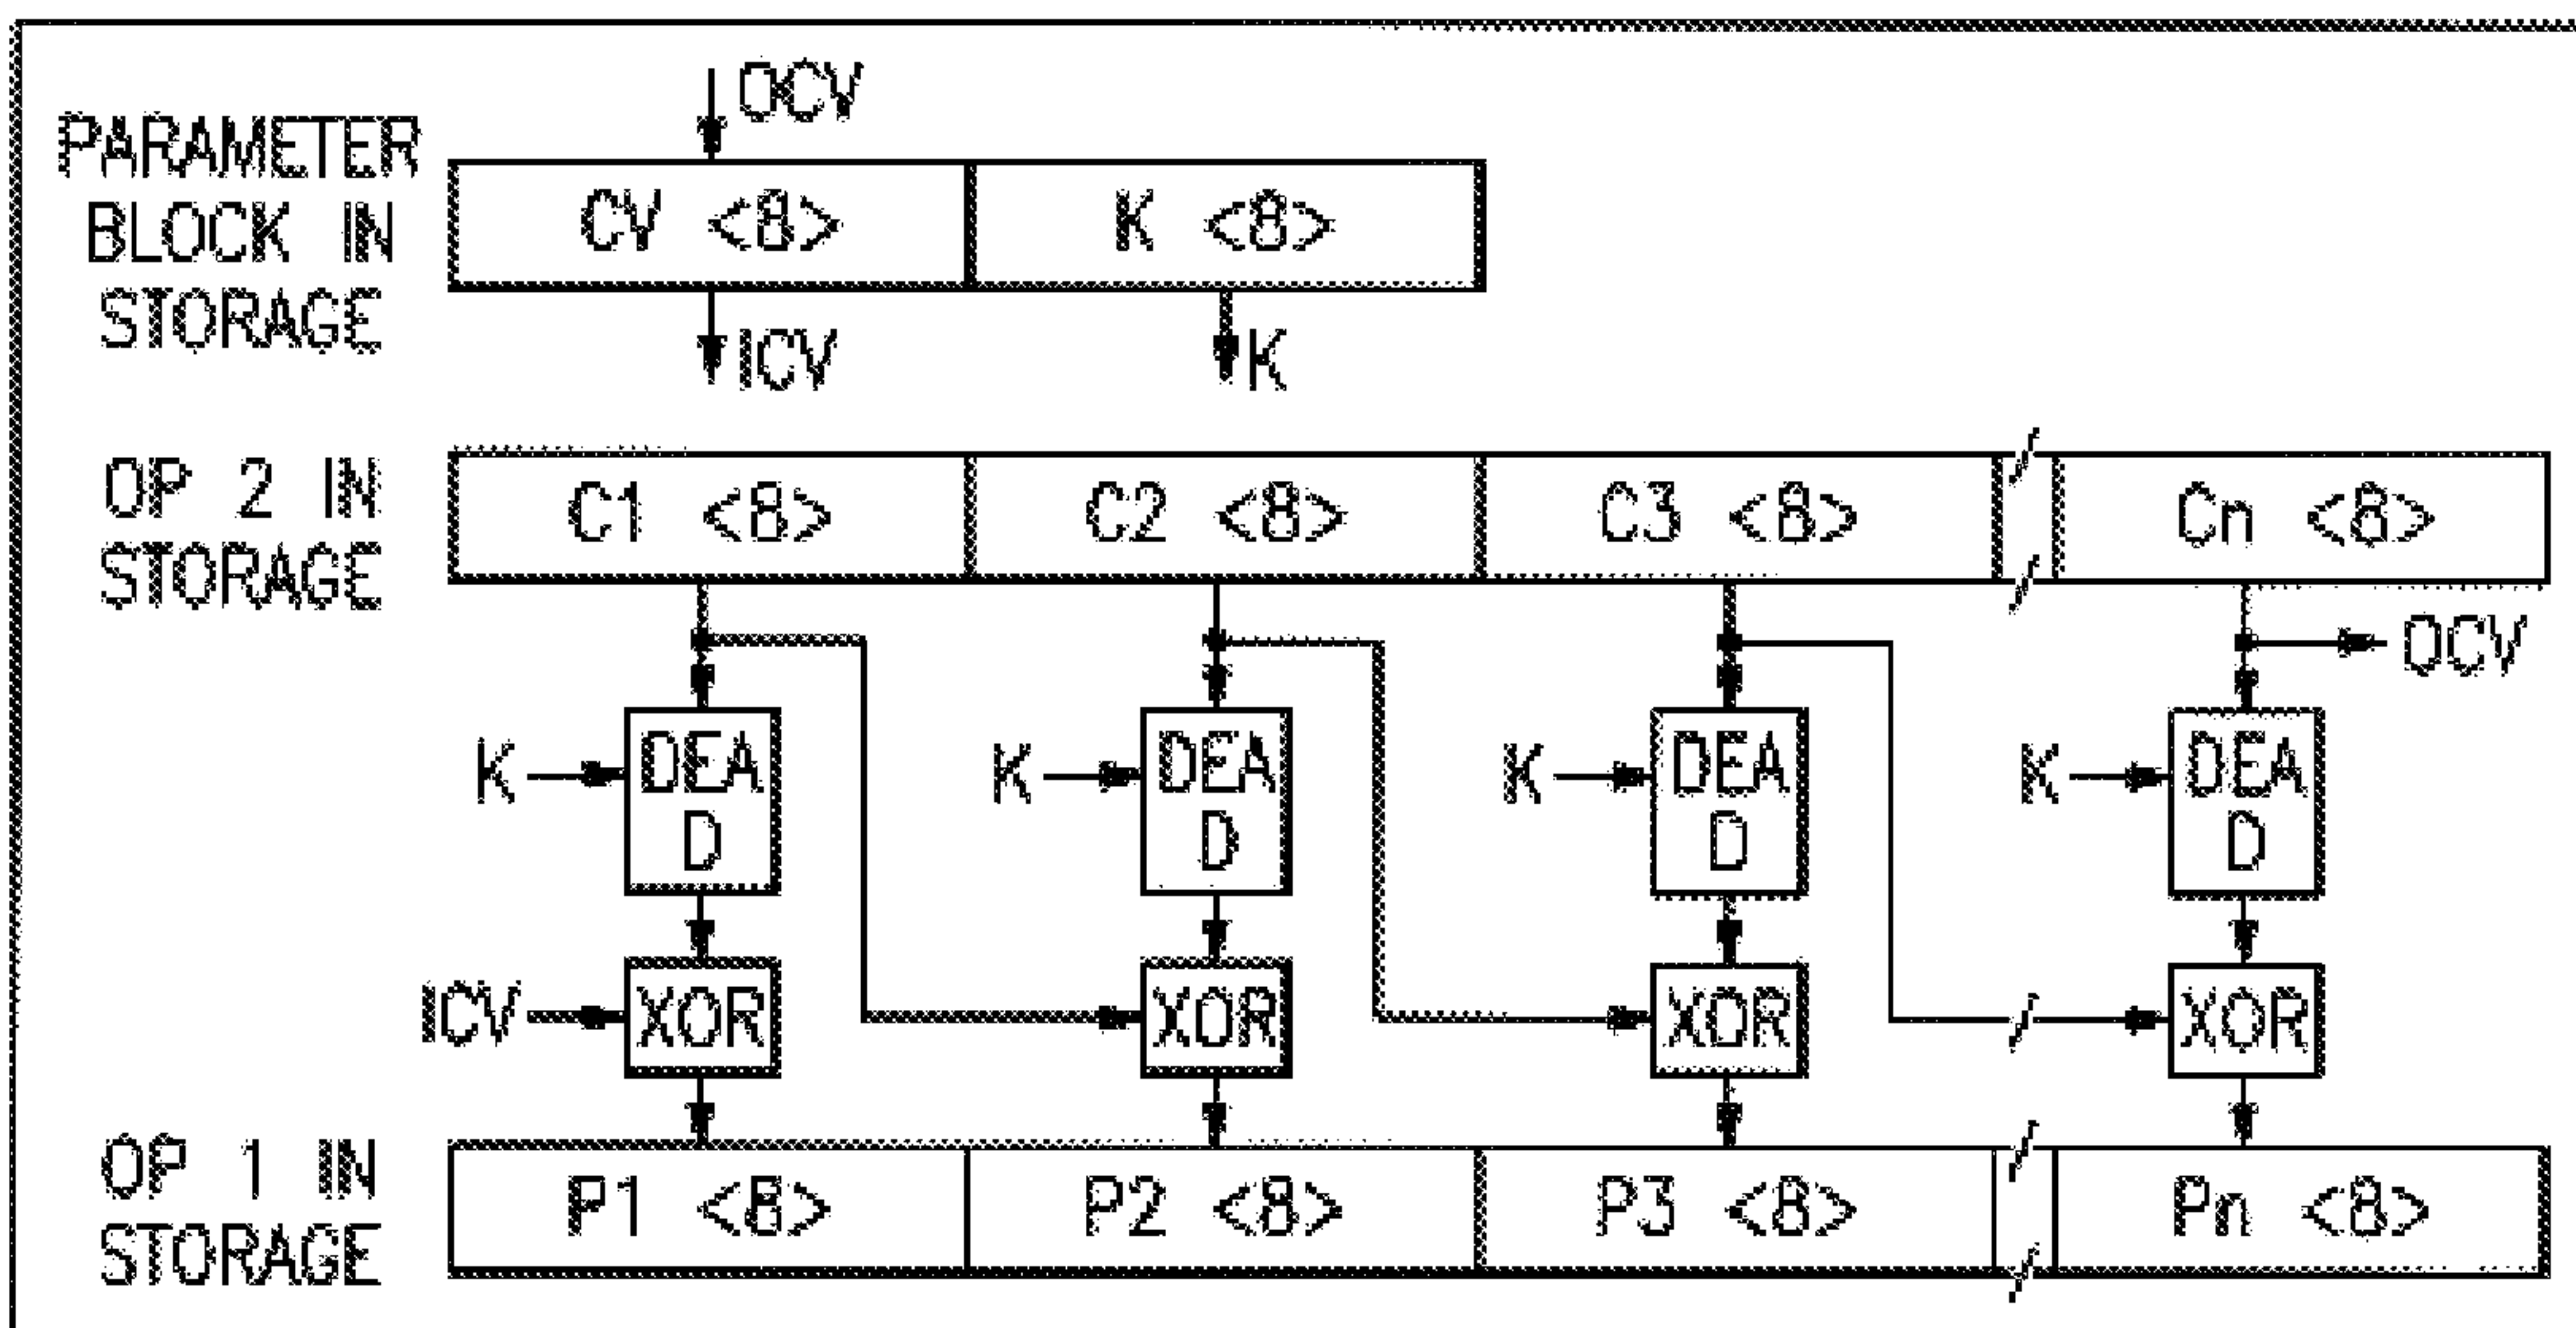 OCV
PARAMETER
BLOCK IN
STORAGE
CV <8>
K <8>
ICV
K
OP 2 IN
STORAGE
C1 <8>
C2 <8>
C3 <8>
Cn <8>
OCV
K
DEA
D
K
DEA
D
K
DEA
D
K
DEA
D
ICV
XOR
XOR
XOR
XOR
OP 1 IN
STORAGE
P1 <8>
P2 <8>
P3 <8>
Pn <8>